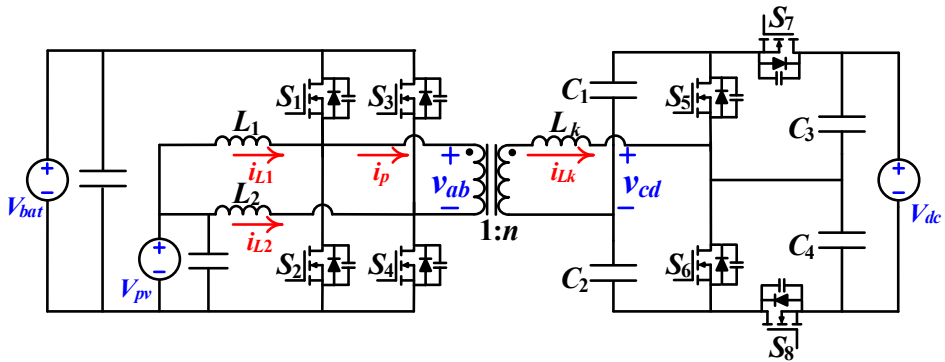 S7
S1
S3
C1
S5
L1
Lk
C3
+
iL1
ip
+
vab
−
iLk
+
vcd
−
+
−
Vbat
L2
+
−
Vdc
iL2
1:n
+
−
Vpv
S2
S4
C2
S6
C4
S8